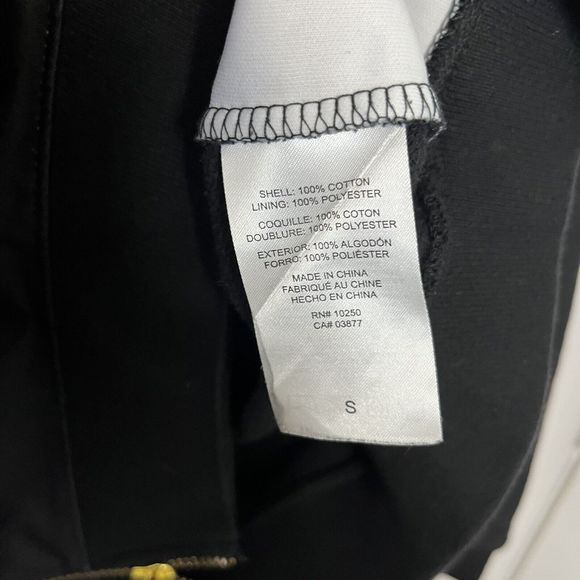 SHELL: 100% COTTON
LINING: 100% POLYESTER
COQUILLE: 100% COTON
DOUBLURE: 100% POLYESTER
EXTERIOR: 100% ALGODÓN
FORRO: 100% POLIÉSTER
MADE IN CHINA
FABRIQUÉ AU CHINE
HECHO EN CHINA
RN# 10250
CA# 03877
S